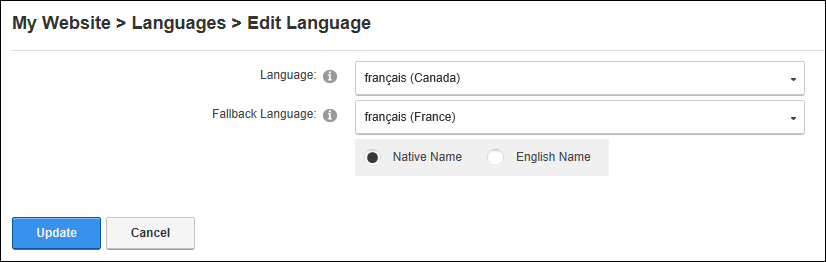 My Website > Languages > Edit Language
Language:
français (Canada)
Fallback Language:
français (France)
Native Name English Name
Update Cancel